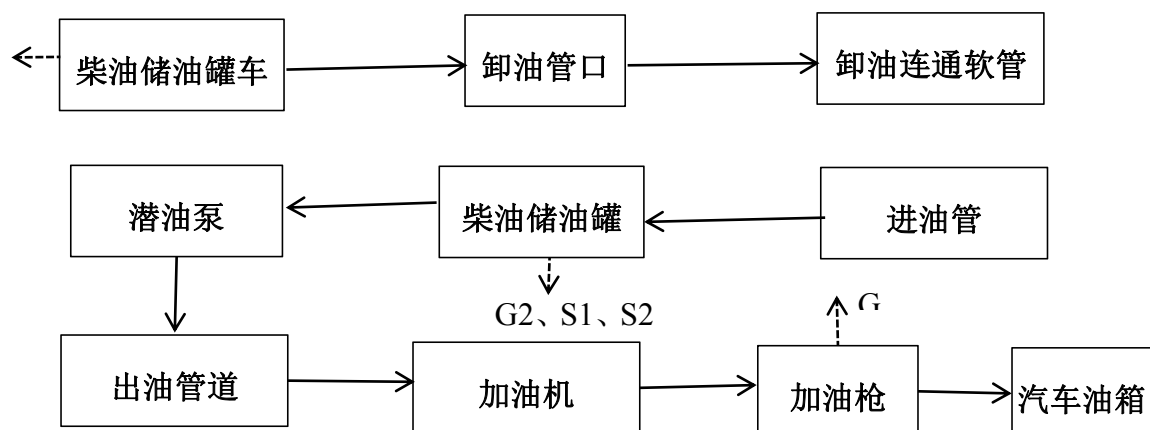 柴油储油罐车
卸油管口
卸油连通软管
潜油泵
柴油储油罐
进油管
G2、S1、S2
G
出油管道
加油机
加油枪
汽车油箱